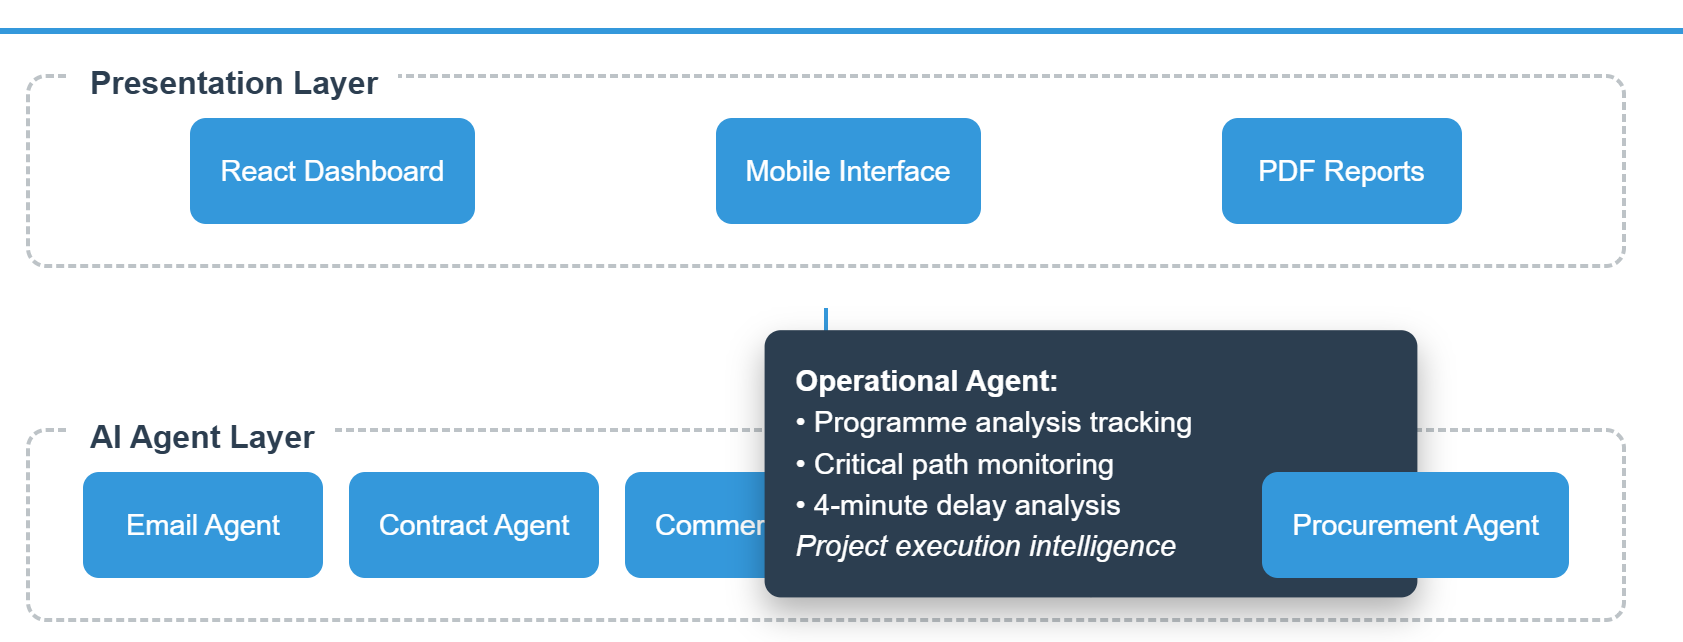 Presentation Layer
React Dashboard
Mobile Interface
PDF Reports
Operational Agent:
• Programme analysis tracking
• Critical path monitoring
• 4-minute delay analysis
Project execution intelligence
AI Agent Layer
Email Agent
Contract Agent
Commer
Procurement Agent